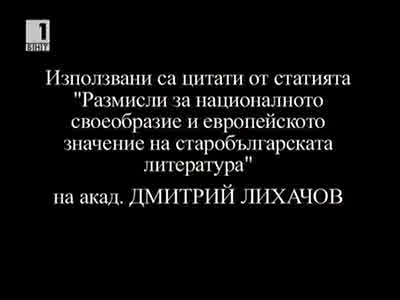 1
БНТ
Използвани са цитати от статията
"Размисли за националното
своеобразие и европейското
значение на старобългарската
литература"
на акад. ДМИТРИЙ ЛИХАЧОВ